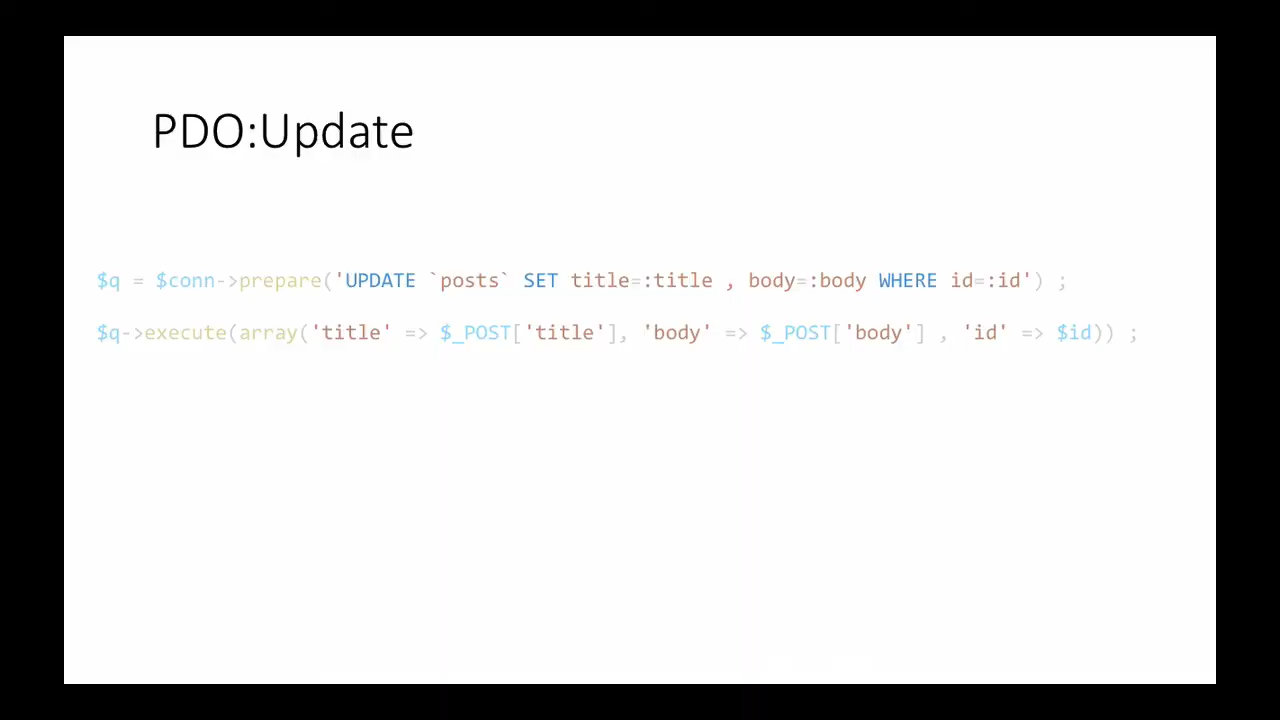 PDO:Update
$q = $conn->prepare('UPDATE `posts` SET title=:title , body=:body WHERE id=:id') ;
$q->execute(array('title' => $_POST['title'], 'body' => $_POST['body'] , 'id' => $id)) ;